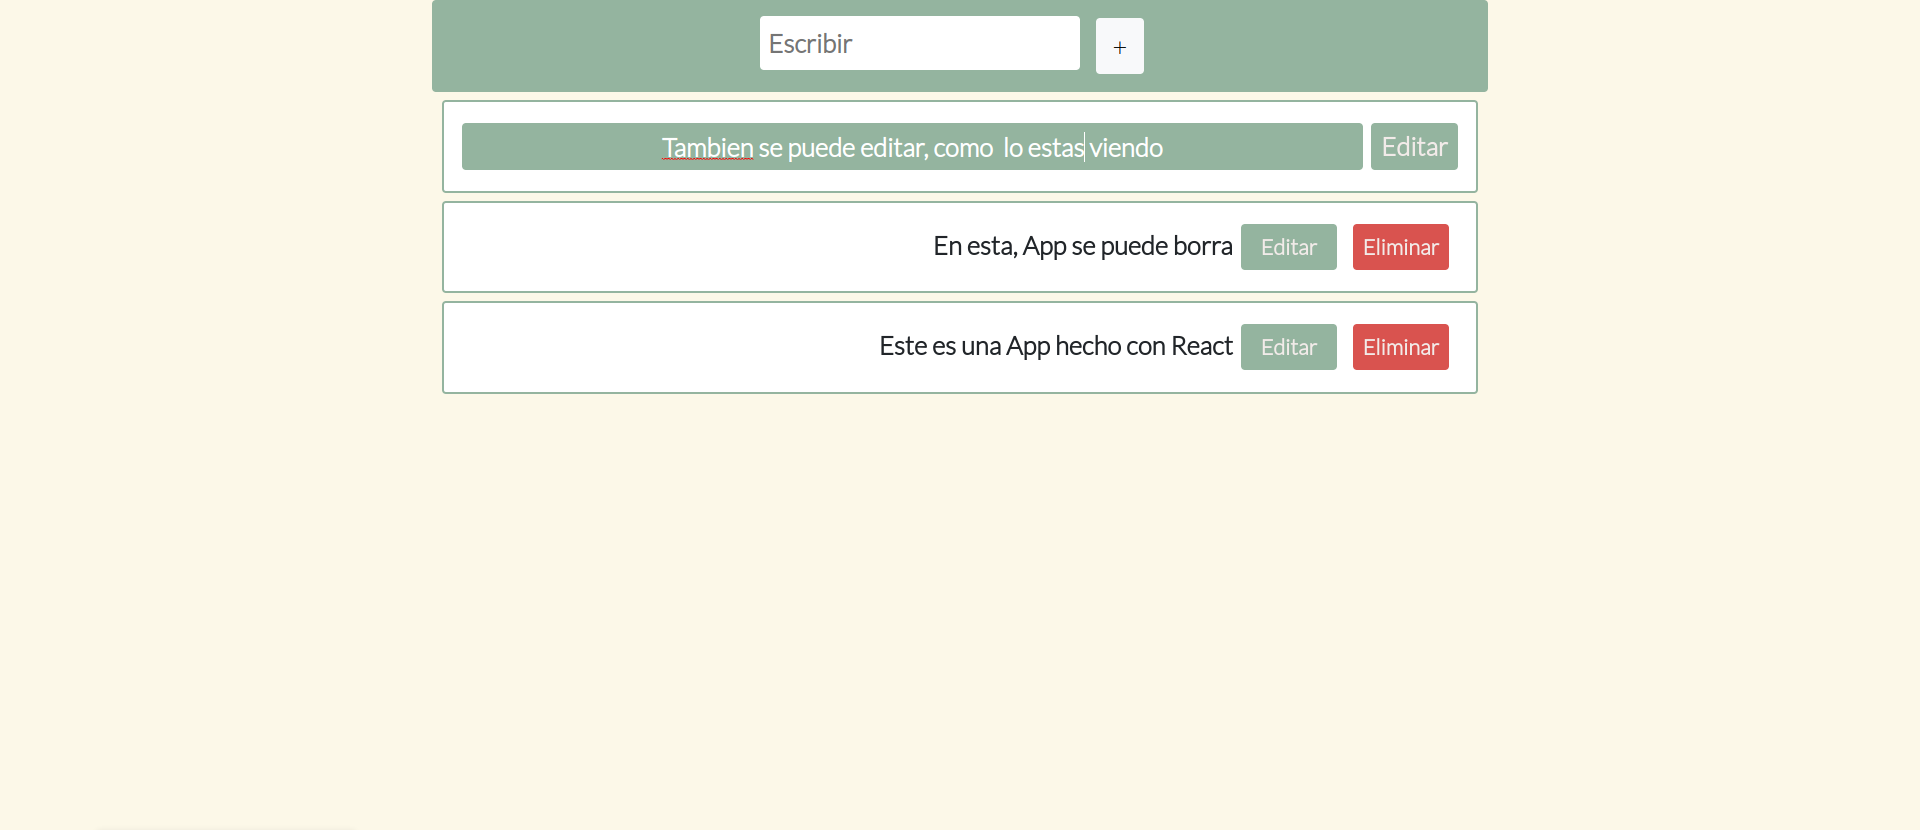 Escribir +
Tambien se puede editar, como  lo estas viendo Editar
En esta, App se puede borra Editar Eliminar
Este es una App hecho con React Editar Eliminar